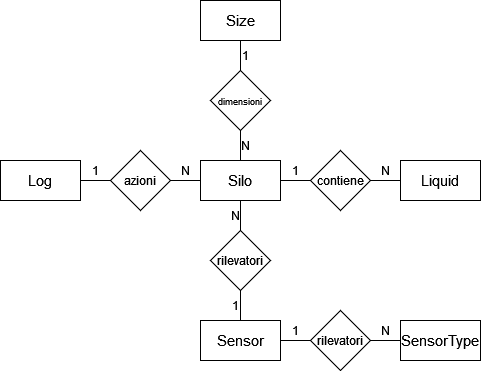 Size
1
dimensioni
N
Log 1 azioni N Silo 1 contiene N Liquid
N
rilevatori
1
Sensor 1 rilevatori N SensorType